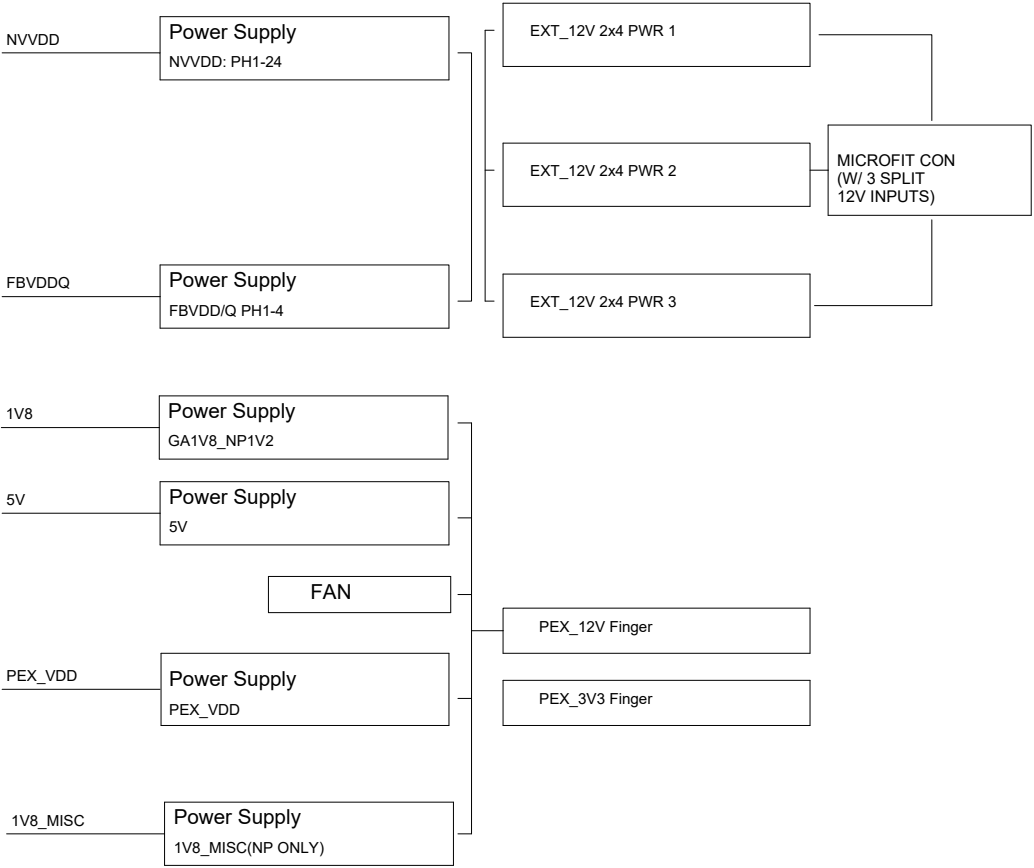 NVVDD
Power Supply
NVVDD: PH1-24
EXT_12V 2x4 PWR 1
EXT_12V 2x4 PWR 2
MICROFIT CON
(W/ 3 SPLIT
12V INPUTS)
FBVDDQ
Power Supply
FBVDD/Q PH1-4
EXT_12V 2x4 PWR 3
1V8
Power Supply
GA1V8_NP1V2
5V
Power Supply
5V
FAN
PEX_12V Finger
PEX_VDD
Power Supply
PEX_VDD
PEX_3V3 Finger
1V8_MISC
Power Supply
1V8_MISC(NP ONLY)